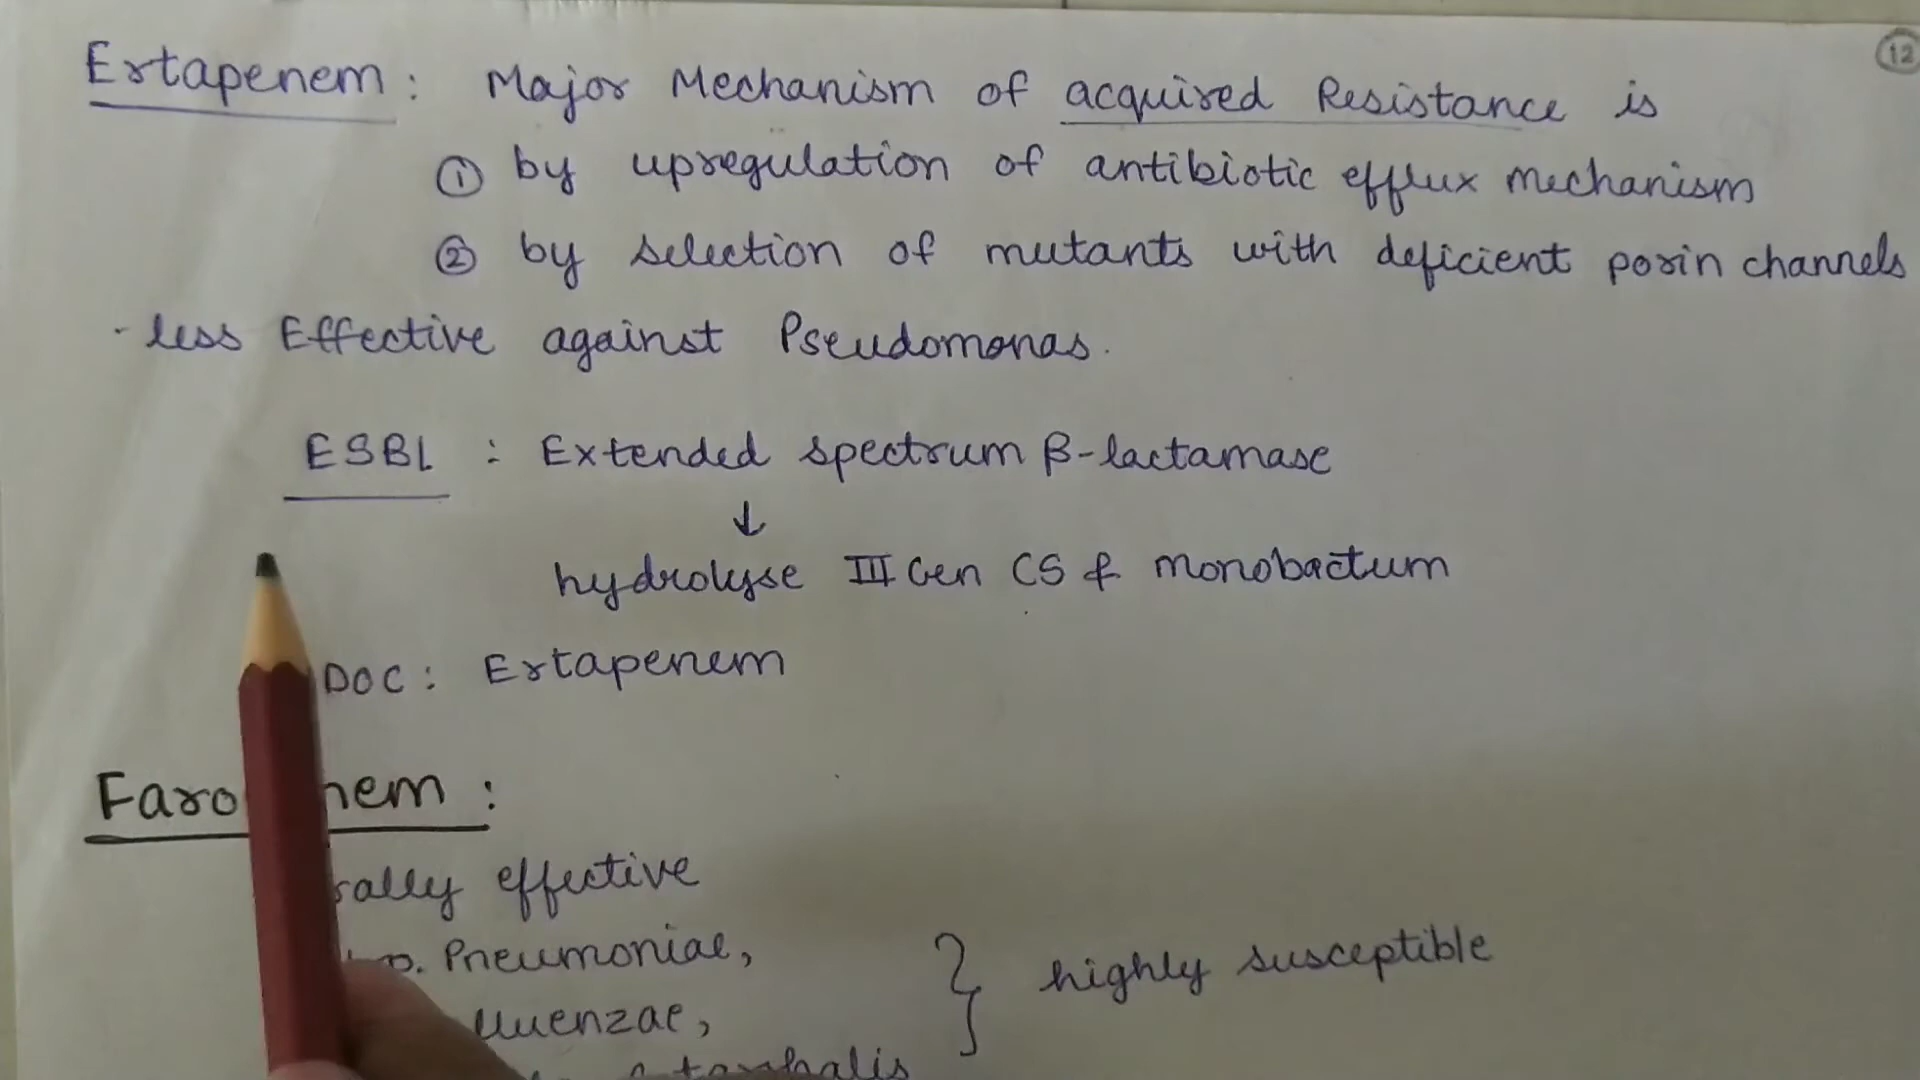 12
Ertapenem : Major Mechanism of acquired Resistance is
① by upregulation of antibiotic efflux mechanism
② by selection of mutants with deficient porin channels
- less Effective against Pseudomonas.
ESBL : Extended spectrum β-lactamase
↓
hydrolyse III Gen CS & monobactum
DOC : Ertapenem
Faro nem :
rally effective
p. Pneumoniae,
luenzae, } highly susceptible